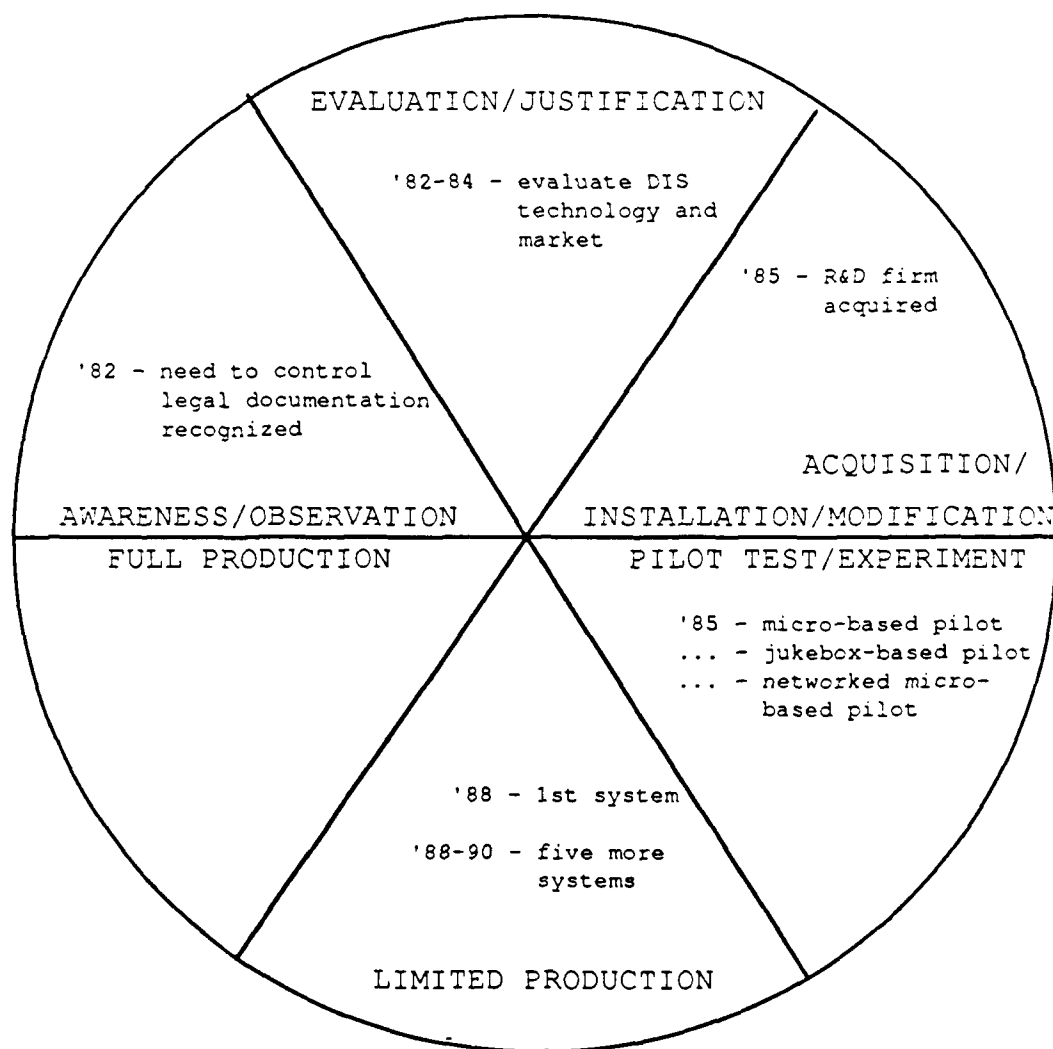 EVALUATION/JUSTIFICATION
'82-84 - evaluate DIS
technology and
market
'85 - R&D firm
acquired
'82 - need to control
legal documentation
recognized
ACQUISITION/
AWARENESS/OBSERVATION
INSTALLATION/MODIFICATION
FULL PRODUCTION
PILOT TEST/EXPERIMENT
'85 - micro-based pilot
... - jukebox-based pilot
... - networked micro-
based pilot
'88 - 1st system
'88-90 - five more
systems
LIMITED PRODUCTION